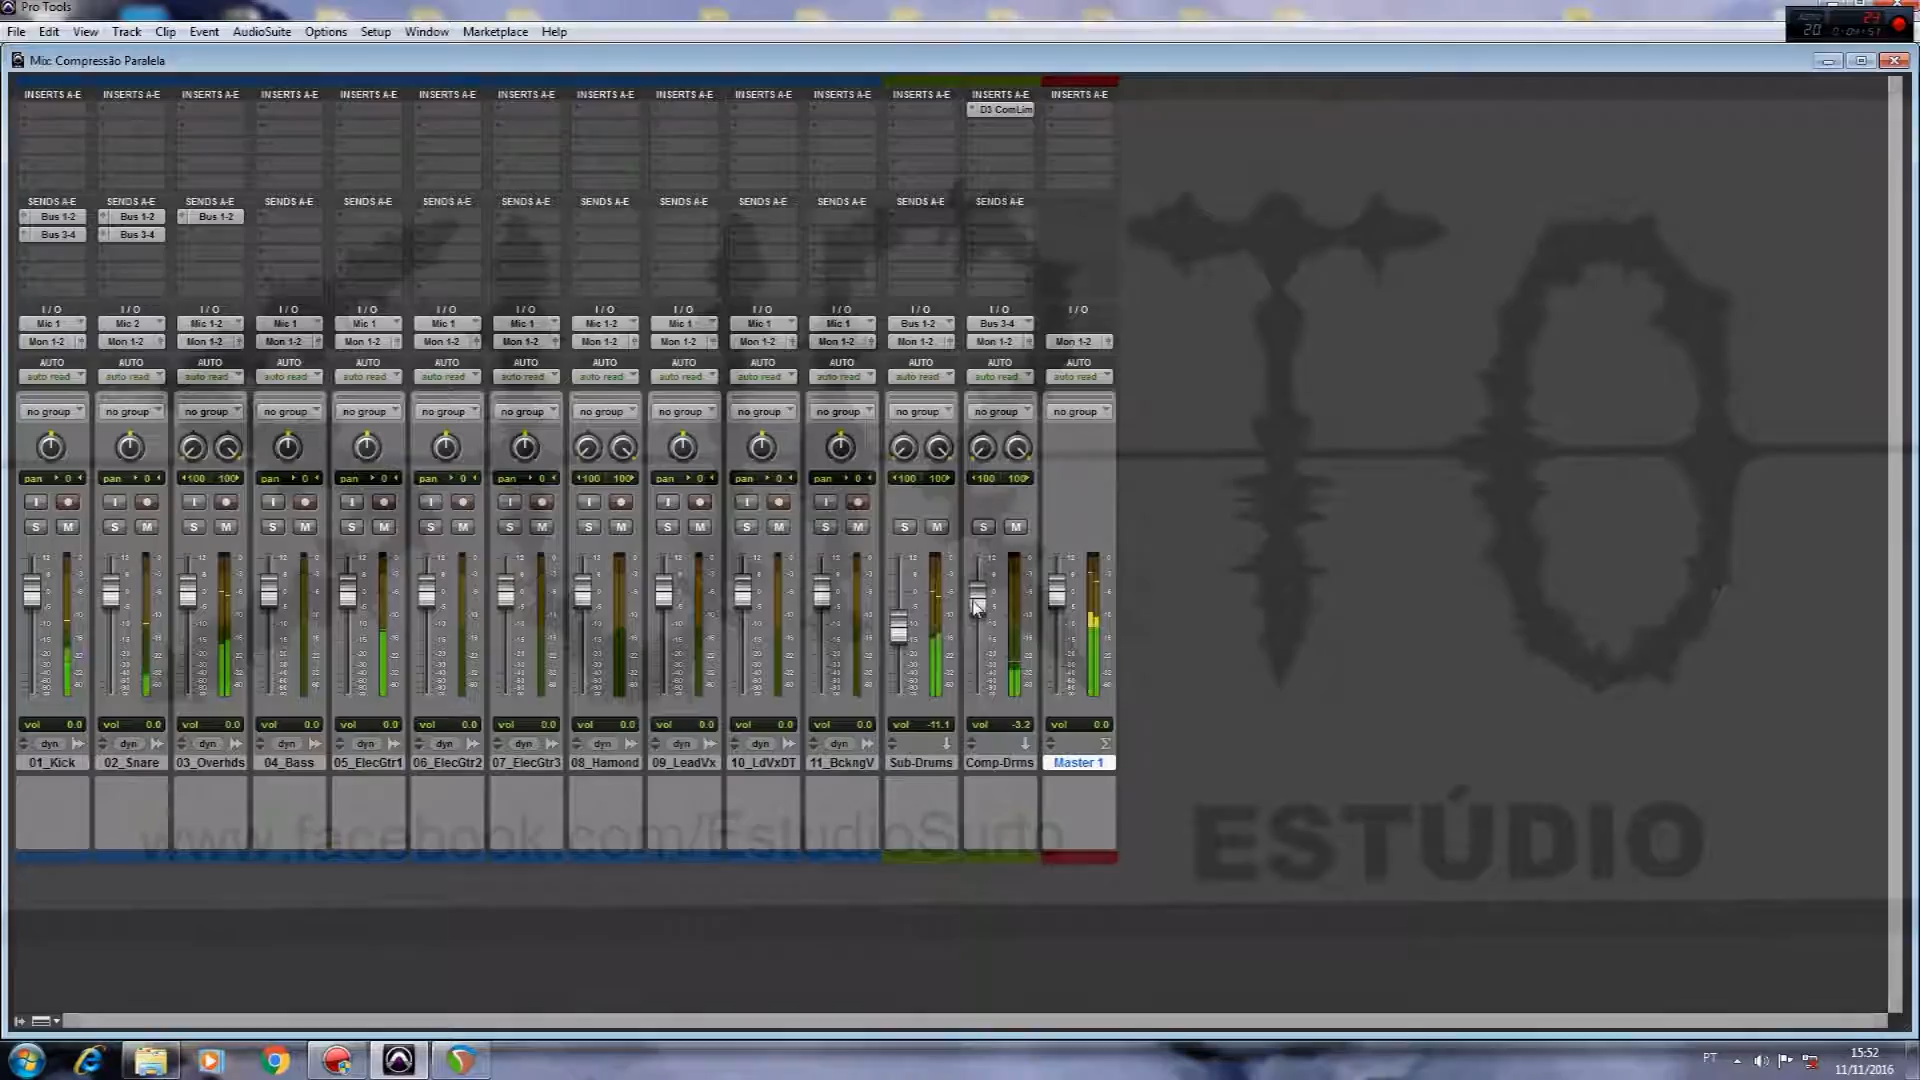 Pro Tools
File Edit View Track Clip Event AudioSuite Options Setup Window Marketplace Help
Mix: Compressão Paralela
INSERTS A-E INSERTS A-E INSERTS A-E INSERTS A-E INSERTS A-E INSERTS A-E INSERTS A-E INSERTS A-E INSERTS A-E INSERTS A-E INSERTS A-E INSERTS A-E INSERTS A-E INSERTS A-E
D3 ComLim
SENDS A-E SENDS A-E SENDS A-E SENDS A-E SENDS A-E SENDS A-E SENDS A-E SENDS A-E SENDS A-E SENDS A-E SENDS A-E SENDS A-E SENDS A-E
Bus 1-2 Bus 1-2 Bus 1-2
Bus 3-4 Bus 3-4
I/O I/O I/O I/O I/O I/O I/O I/O I/O I/O I/O I/O I/O I/O
Mic 1 Mic 2 Mic 1-2 Mic 1 Mic 1 Mic 1 Mic 1 Mic 1-2 Mic 1 Mic 1 Mic 1 Bus 1-2 Bus 3-4
Mon 1-2 Mon 1-2 Mon 1-2 Mon 1-2 Mon 1-2 Mon 1-2 Mon 1-2 Mon 1-2 Mon 1-2 Mon 1-2 Mon 1-2 Mon 1-2 Mon 1-2 Mon 1-2
AUTO AUTO AUTO AUTO AUTO AUTO AUTO AUTO AUTO AUTO AUTO AUTO AUTO AUTO
auto read auto read auto read auto read auto read auto read auto read auto read auto read auto read auto read auto read auto read auto read
no group no group no group no group no group no group no group no group no group no group no group no group no group no group
pan 0 pan 0 100 100 pan 0 pan 0 pan 0 pan 0 100 100 pan 0 pan 0 pan 0 100 100 100 100
I I I I I I I I I I I
S M S M S M S M S M S M S M S M S M S M S M S M S M
vol 0.0 vol 0.0 vol 0.0 vol 0.0 vol 0.0 vol 0.0 vol 0.0 vol 0.0 vol 0.0 vol 0.0 vol 0.0 vol -11.1 vol -3.2 vol 0.0
dyn dyn dyn dyn dyn dyn dyn dyn dyn dyn dyn
01_Kick 02_Snare 03_Overhds 04_Bass 05_ElecGtr1 06_ElecGtr2 07_ElecGtr3 08_Hamond 09_LeadVx 10_LdVxDT 11_BckngV Sub-Drums Comp-Drms Master 1
www.facebook.com/EstudioSurto
ESTÚDIO
PT
15:52
11/11/2016